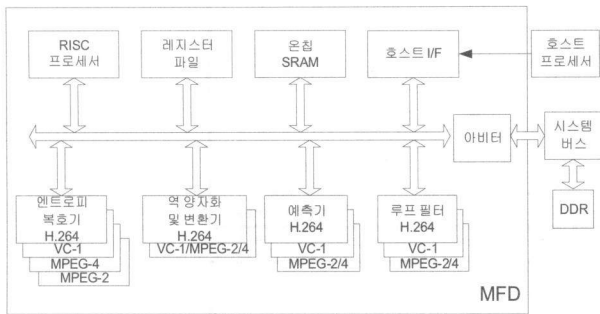 RISC
프로세서
레지스터
파일
온칩
SRAM
호스트 I/F
호스트
프로세서
아비터
시스템
버스
DDR
엔트로피
복호기
H.264
VC-1
MPEG-4
MPEG-2
역 양자화
및 변환기
H.264
VC-1/MPEG-2/4
예측기
H.264
VC-1
MPEG-2/4
루프 필터
H.264
VC-1
MPEG-2/4
MFD